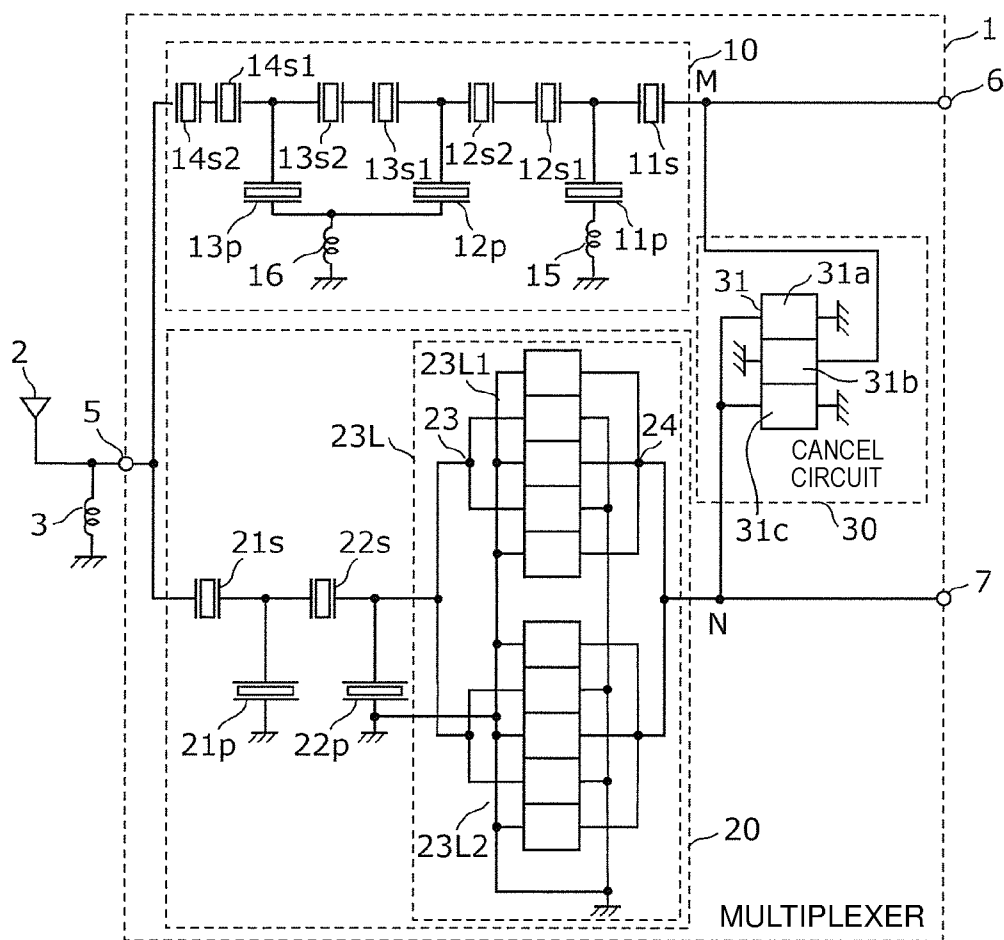 1
10
M
6
14s1
14s2
13s2
13s1
12s2
12s1
11s
13p
16
12p
15
11p
31
31a
31b
2
5
3
23L1
23L
23
24
CANCEL
CIRCUIT
31c
30
21s
22s
7
N
21p
22p
23L2
20
MULTIPLEXER